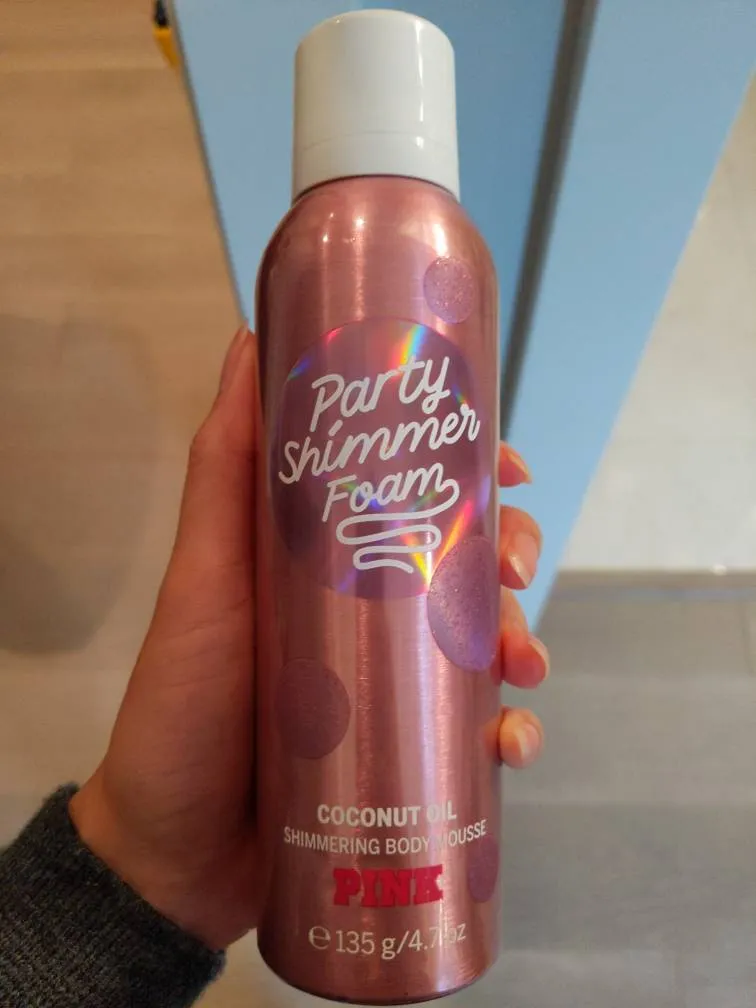 Party
Shimmer
Foam
COCONUT OIL
SHIMMERING BODY MOUSSE
PINK
℮ 135 g/4.7 oz